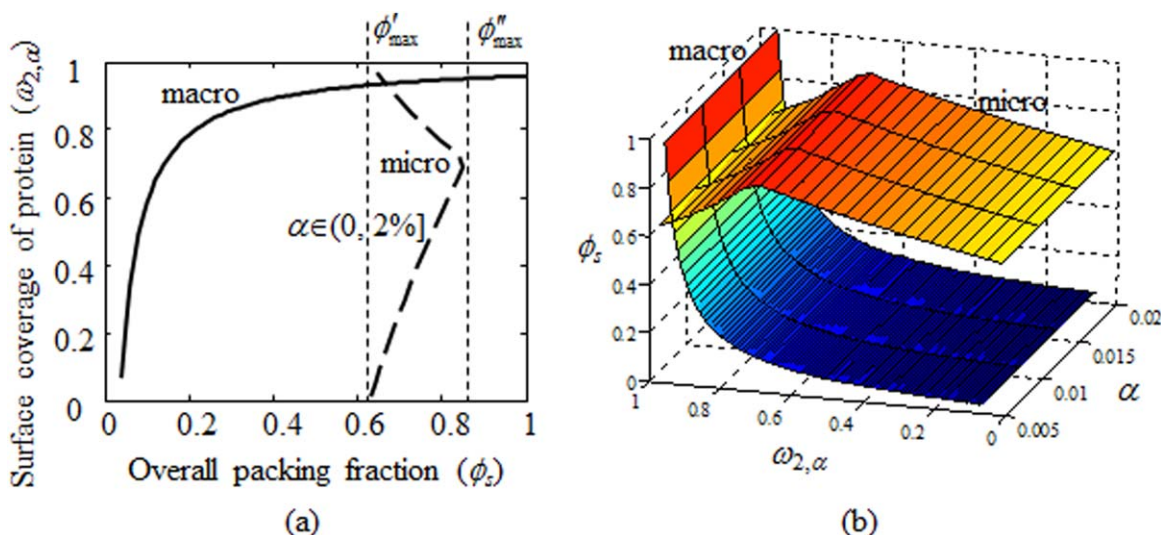 ϕ′max ϕ″max
1
macro
0.8
micro
0.6
α∈(0, 2%]
0.4
0.2
0
0 0.2 0.4 0.6 0.8 1
Surface coverage of protein (ω2,α)
Overall packing fraction (ϕs)
(a)
macro
micro
1
0.8
0.6
ϕs
0.4
0.2
0
1 0.8 0.6 0.4 0.2 0
ω2,α
0.005 0.01 0.015 0.02
α
(b)